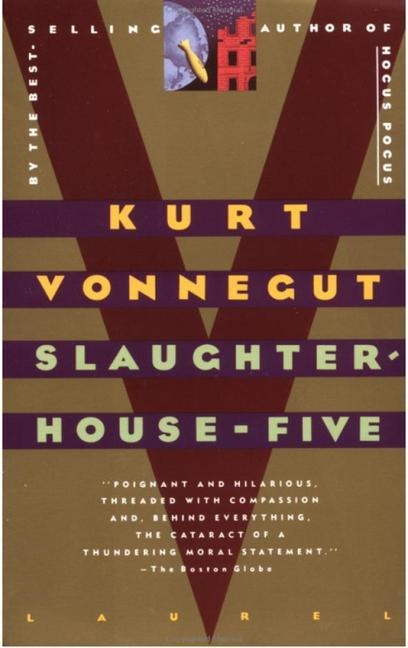 BY THE BEST-
SELLING
AUTHOR OF
HOCUS POCUS
KURT
VONNEGUT
SLAUGHTER-
HOUSE-FIVE
"POIGNANT AND HILARIOUS,
THREADED WITH COMPASSION
AND, BEHIND EVERYTHING,
THE CATARACT OF A
THUNDERING MORAL STATEMENT."
—The Boston Globe
LAUREL